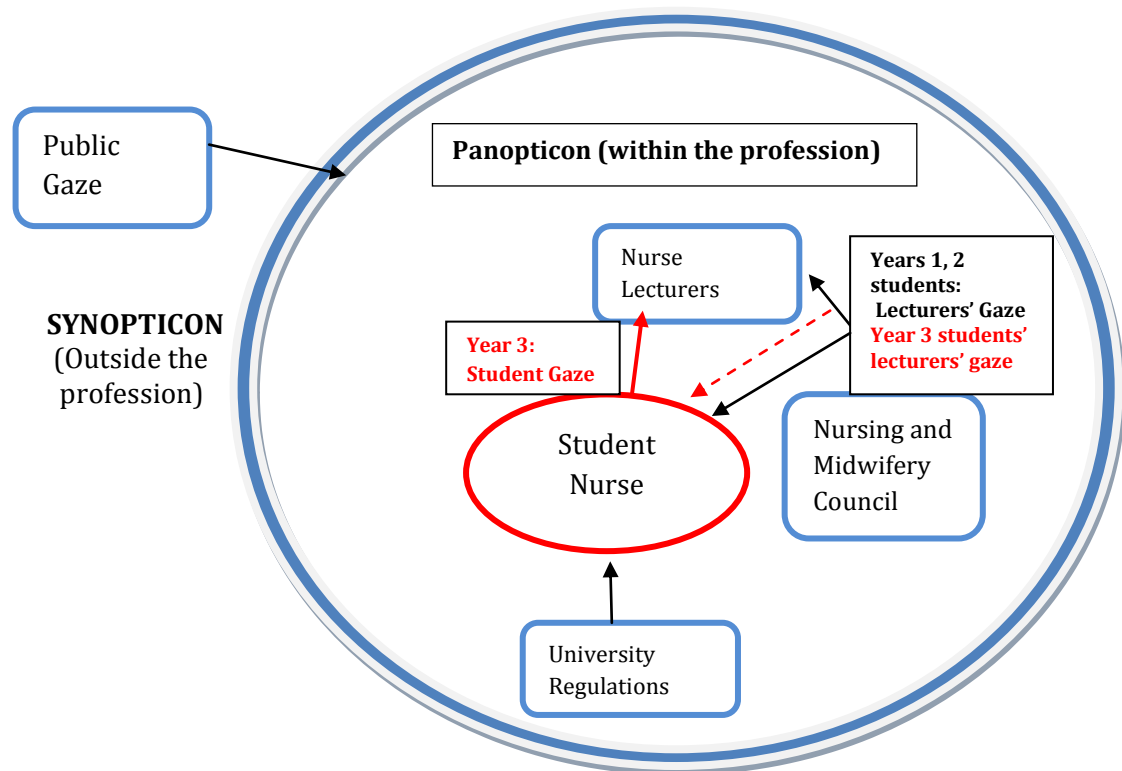 Public
Gaze
Panopticon (within the profession)
SYNOPTICON
(Outside the
profession)
Nurse
Lecturers
Years 1, 2
students:
Lecturers’ Gaze
Year 3 students’
lecturers’ gaze
Year 3:
Student Gaze
Student
Nurse
Nursing and
Midwifery
Council
University
Regulations